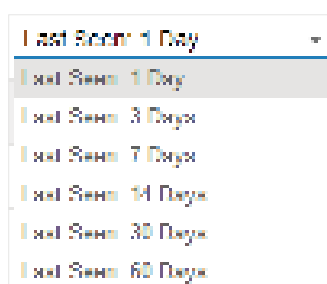 Last Seen: 1 Day
Last Seen: 1 Day
Last Seen: 3 Days
Last Seen: 7 Days
Last Seen: 14 Days
Last Seen: 30 Days
Last Seen: 60 Days